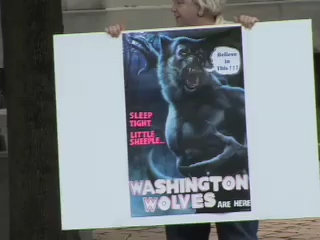 Believe
in
This!!!
SLEEP
TIGHT
LITTLE
SHEEPLE...
WASHINGTON
WOLVES ARE HERE